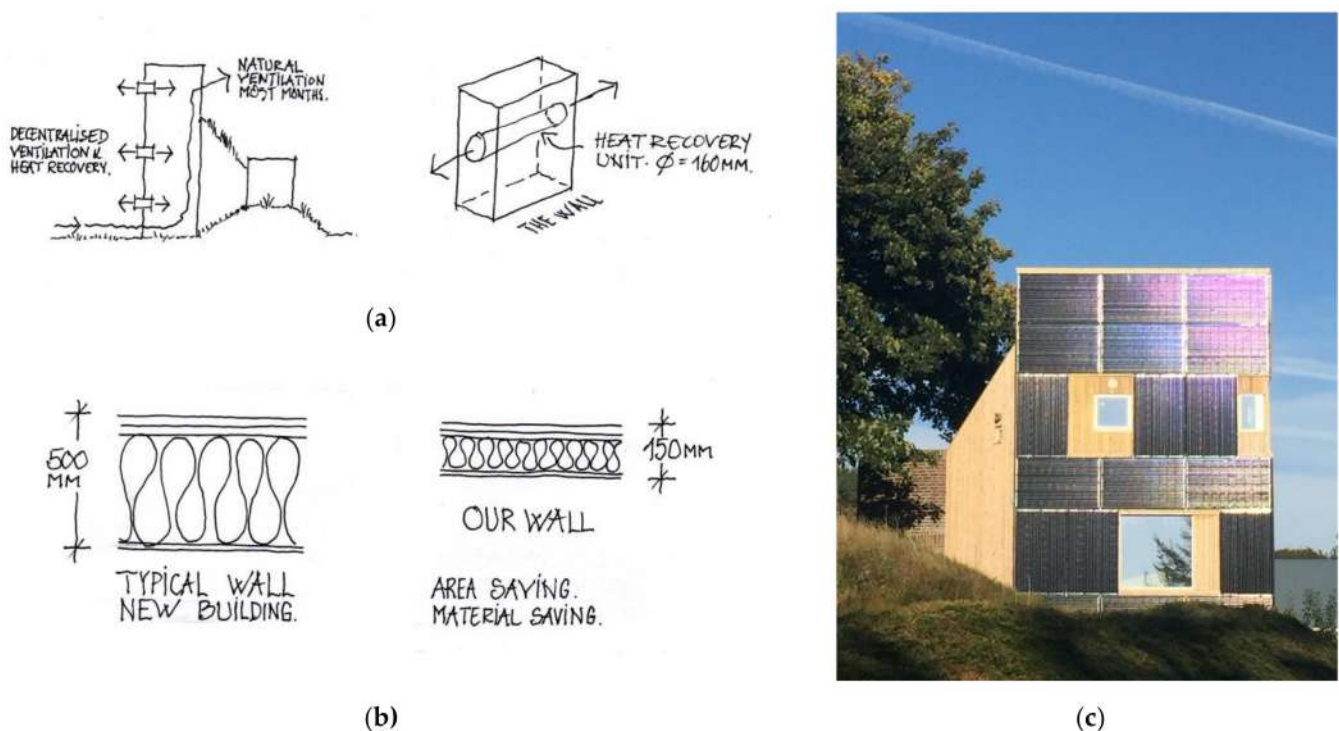 NATURAL
VENTILATION
MOST MONTHS.
DECENTRALISED
VENTILATION &
HEAT RECOVERY.
HEAT RECOVERY
UNIT. Ø = 160MM.
THE WALL
(a)
500
MM
TYPICAL WALL
NEW BUILDING.
150MM
OUR WALL
AREA SAVING.
MATERIAL SAVING.
(b)
(c)